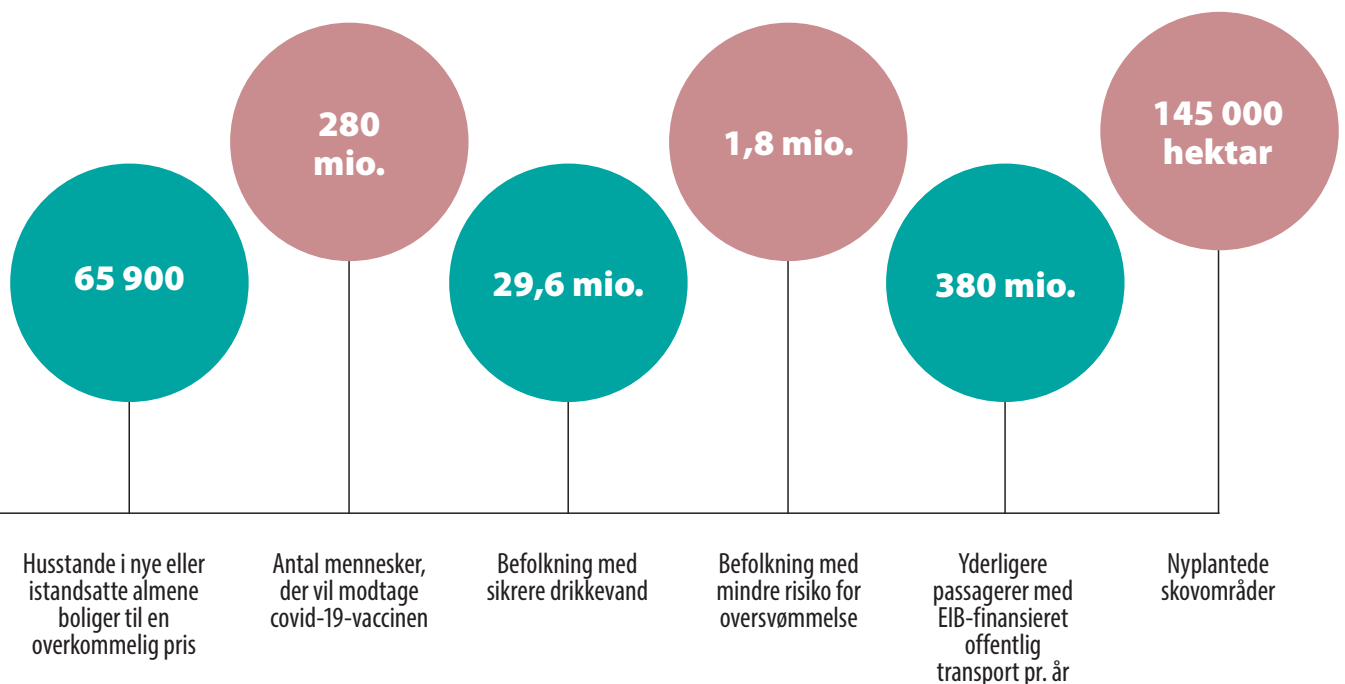 65 900
280
mio.
29,6 mio.
1,8 mio.
380 mio.
145 000
hektar
Husstande i nye eller
istandsatte almene
boliger til en
overkommelig pris
Antal mennesker,
der vil modtage
covid-19-vaccinen
Befolkning med
sikrere drikkevand
Befolkning med
mindre risiko for
oversvømmelse
Yderligere
passagerer med
EIB-finansieret
offentlig
transport pr. år
Nyplantede
skovområder